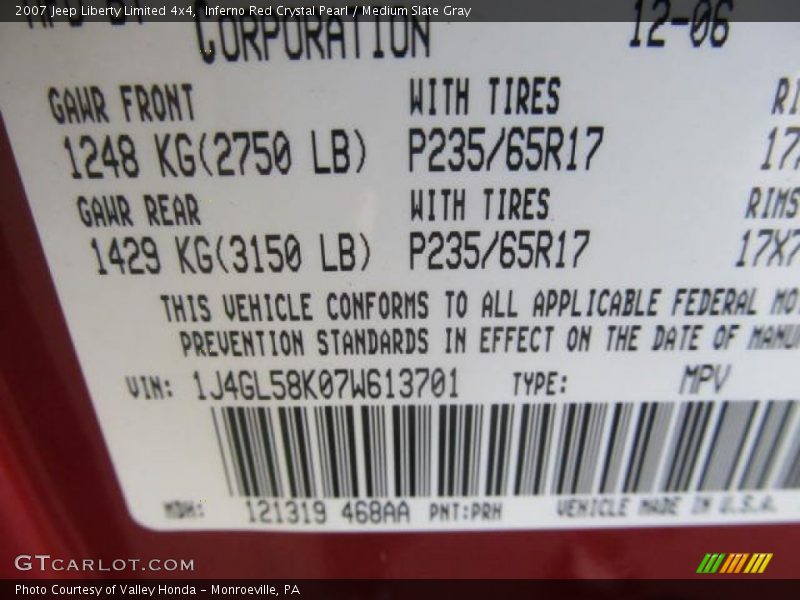 2007 Jeep Liberty Limited 4x4, Inferno Red Crystal Pearl / Medium Slate Gray
CORPORATION 12-06
GAWR FRONT WITH TIRES
1248 KG(2750 LB) P235/65R17
GAWR REAR WITH TIRES RIMS
1429 KG(3150 LB) P235/65R17 17X7
THIS VEHICLE CONFORMS TO ALL APPLICABLE FEDERAL
PREVENTION STANDARDS IN EFFECT ON THE DATE OF
VIN: 1J4GL58K07W613701 TYPE: MPV
MDH: 121319 468AA PNT:PRH VEHICLE MADE IN U.S.A.
GTCARLOT.COM
Photo Courtesy of Valley Honda - Monroeville, PA